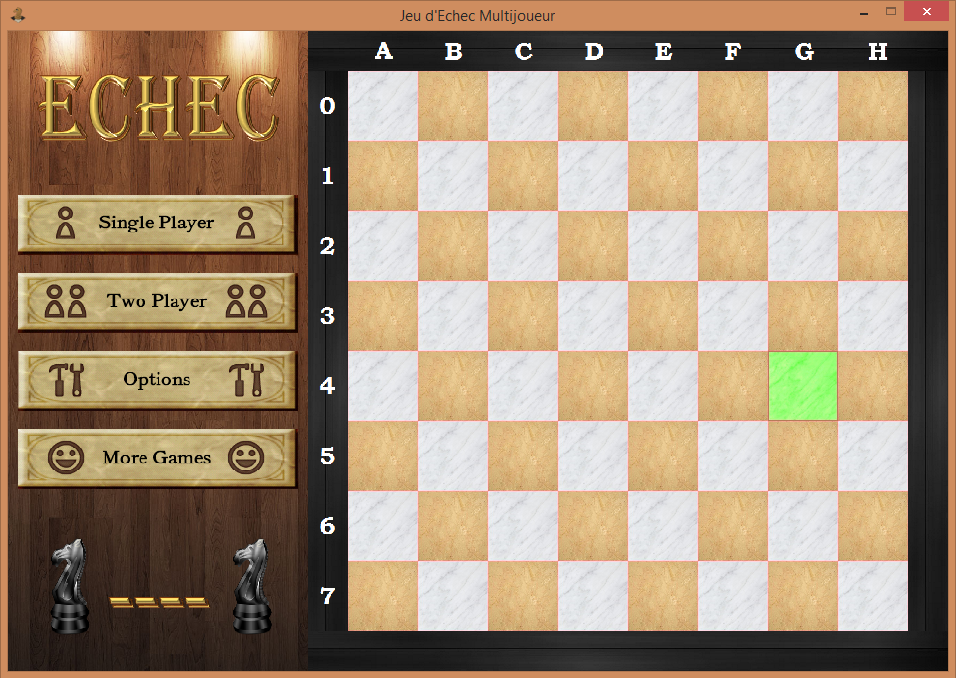 Jeu d'Echec Multijoueur
ECHEC
Single Player
Two Player
Options
More Games
A B C D E F G H
0
1
2
3
4
5
6
7